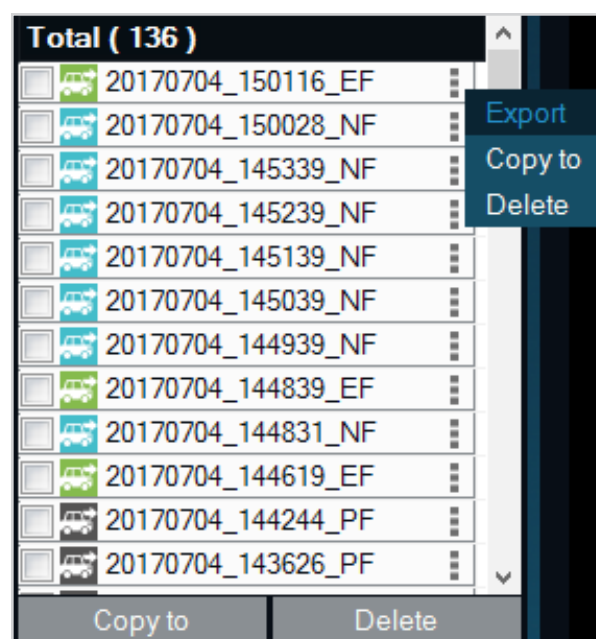 Total ( 136 )
20170704_150116_EF
Export
20170704_150028_NF
Copy to
20170704_145339_NF
Delete
20170704_145239_NF
20170704_145139_NF
20170704_145039_NF
20170704_144939_NF
20170704_144839_EF
20170704_144831_NF
20170704_144619_EF
20170704_144244_PF
20170704_143626_PF
Copy to
Delete